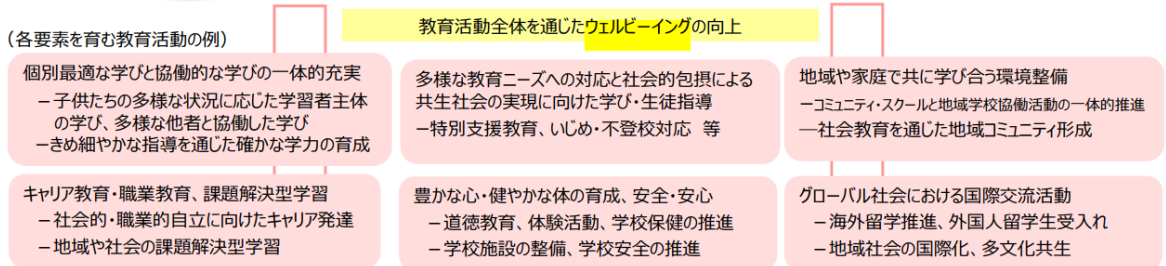 教育活動全体を通じたウェルビーイングの向上
（各要素を育む教育活動の例）
個別最適な学びと協働的な学びの一体的充実
－子供たちの多様な状況に応じた学習者主体
の学び、多様な他者と協働した学び
－きめ細やかな指導を通じた確かな学力の育成
多様な教育ニーズへの対応と社会的包摂による
共生社会の実現に向けた学び・生徒指導
－特別支援教育、いじめ・不登校対応　等
地域や家庭で共に学び合う環境整備
－コミュニティ・スクールと地域学校協働活動の一体的推進
―社会教育を通じた地域コミュニティ形成
キャリア教育・職業教育、課題解決型学習
－社会的・職業的自立に向けたキャリア発達
－地域や社会の課題解決型学習
豊かな心・健やかな体の育成、安全・安心
－道徳教育、体験活動、学校保健の推進
－学校施設の整備、学校安全の推進
グローバル社会における国際交流活動
－海外留学推進、外国人留学生受入れ
－地域社会の国際化、多文化共生